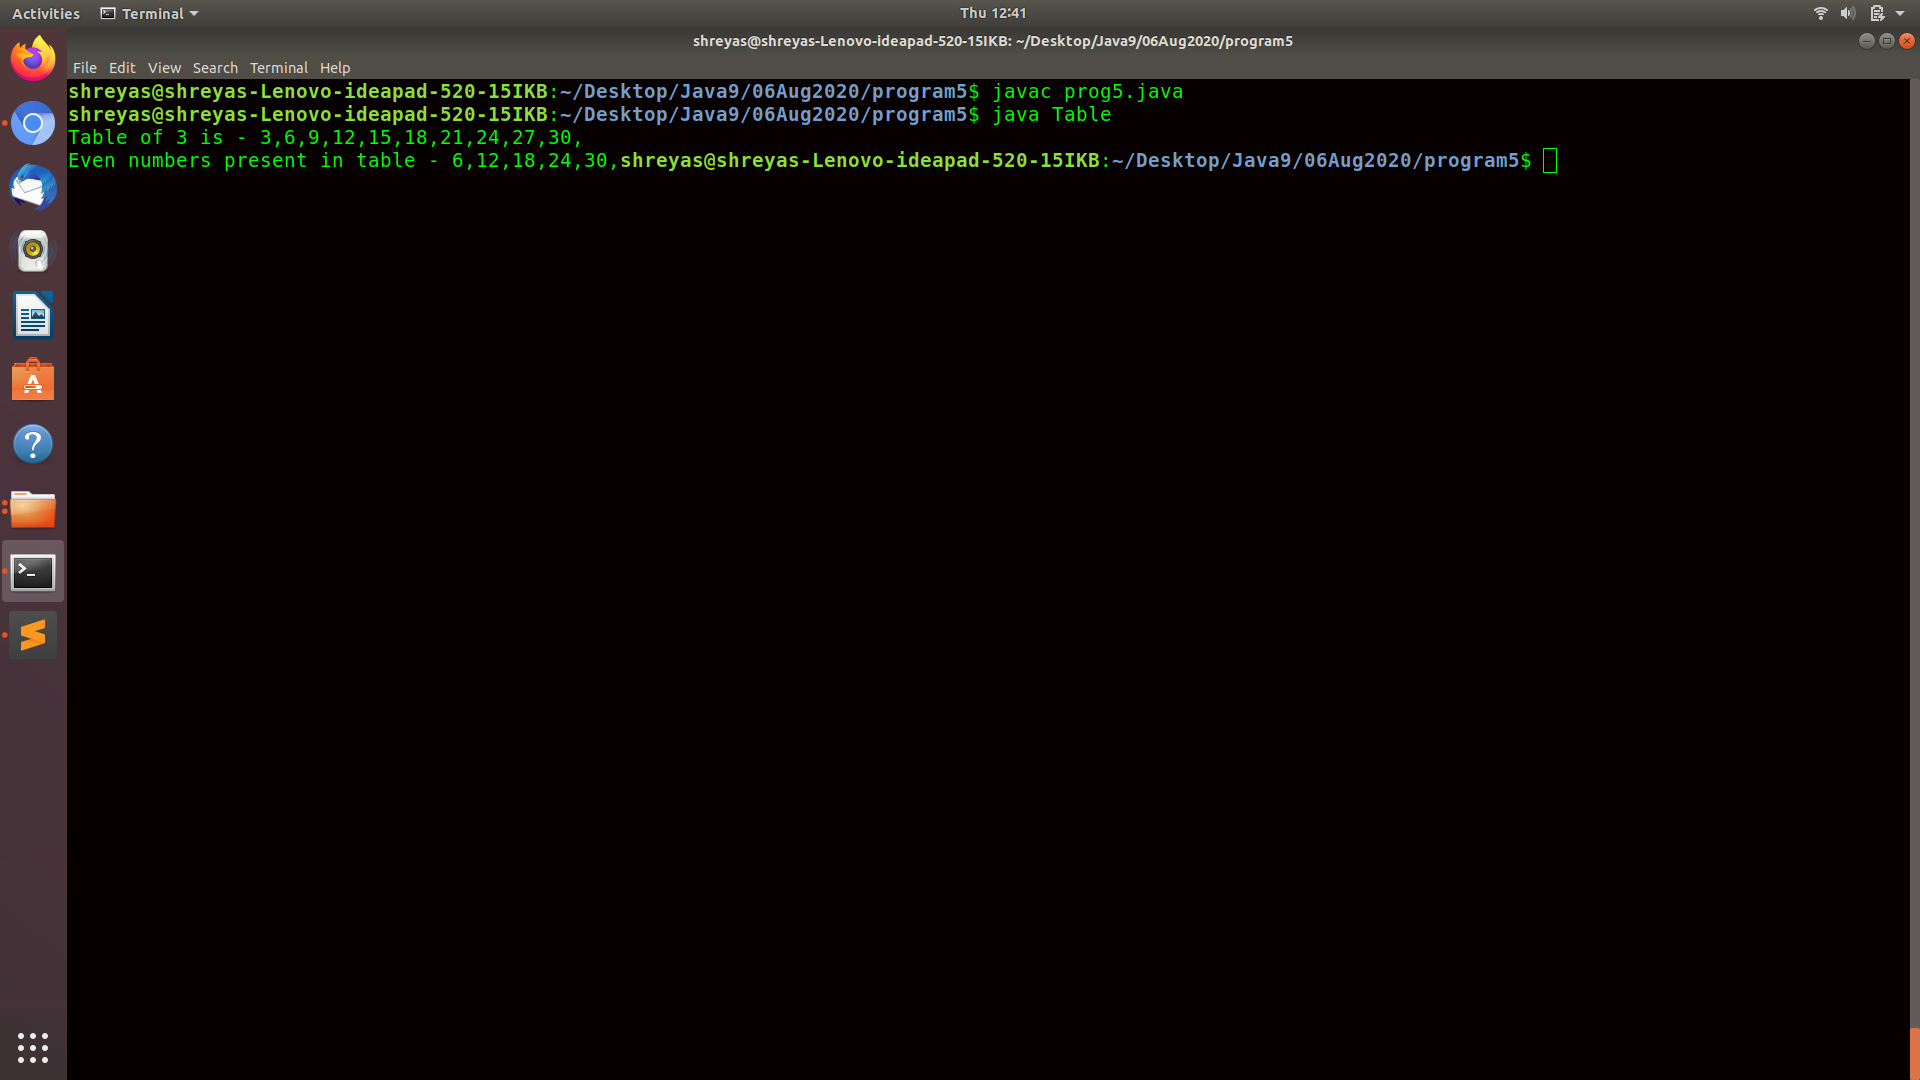 Activities Terminal Thu 12:41
shreyas@shreyas-Lenovo-ideapad-520-15IKB: ~/Desktop/Java9/06Aug2020/program5
File Edit View Search Terminal Help
shreyas@shreyas-Lenovo-ideapad-520-15IKB:~/Desktop/Java9/06Aug2020/program5$ javac prog5.java
shreyas@shreyas-Lenovo-ideapad-520-15IKB:~/Desktop/Java9/06Aug2020/program5$ java Table
Table of 3 is - 3,6,9,12,15,18,21,24,27,30,
Even numbers present in table - 6,12,18,24,30,shreyas@shreyas-Lenovo-ideapad-520-15IKB:~/Desktop/Java9/06Aug2020/program5$